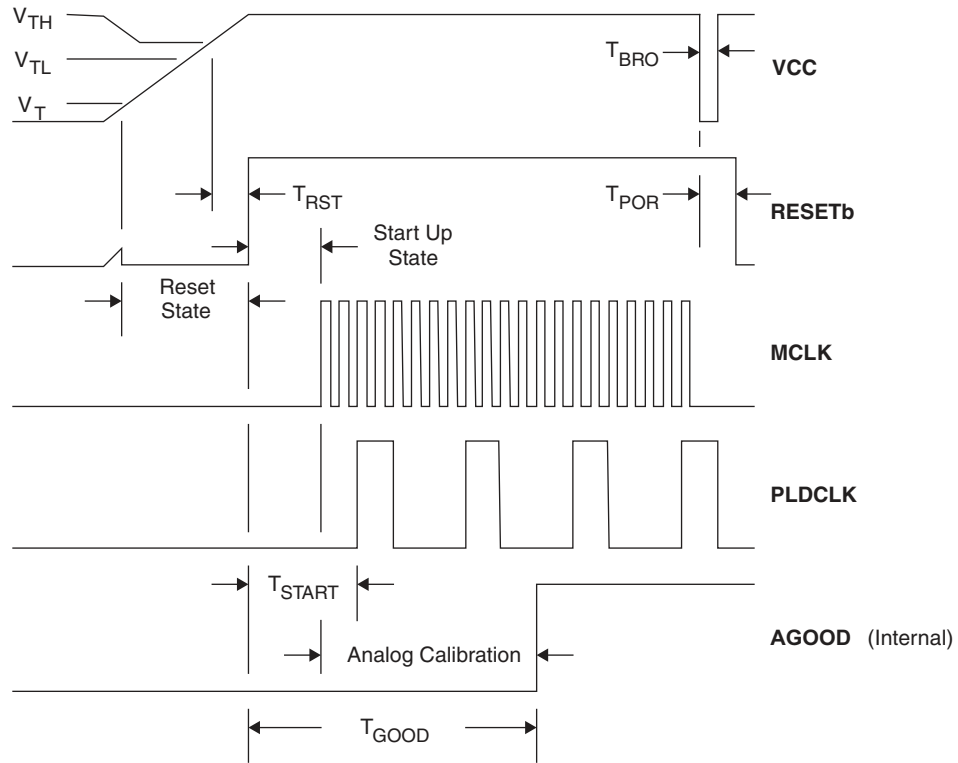 VTH
VTL
VT
TBRO
VCC
TRST
TPOR
RESETb
Start Up
State
Reset
State
MCLK
PLDCLK
TSTART
AGOOD (Internal)
Analog Calibration
TGOOD